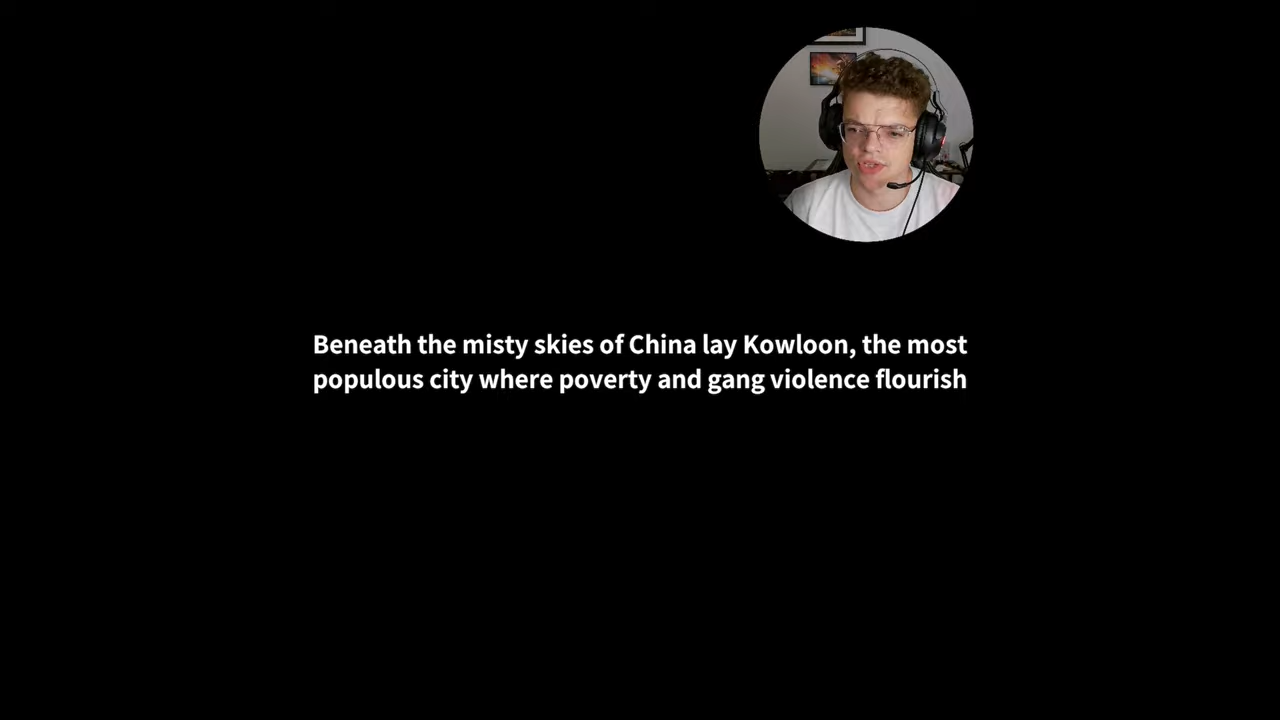 Beneath the misty skies of China lay Kowloon, the most
populous city where poverty and gang violence flourish